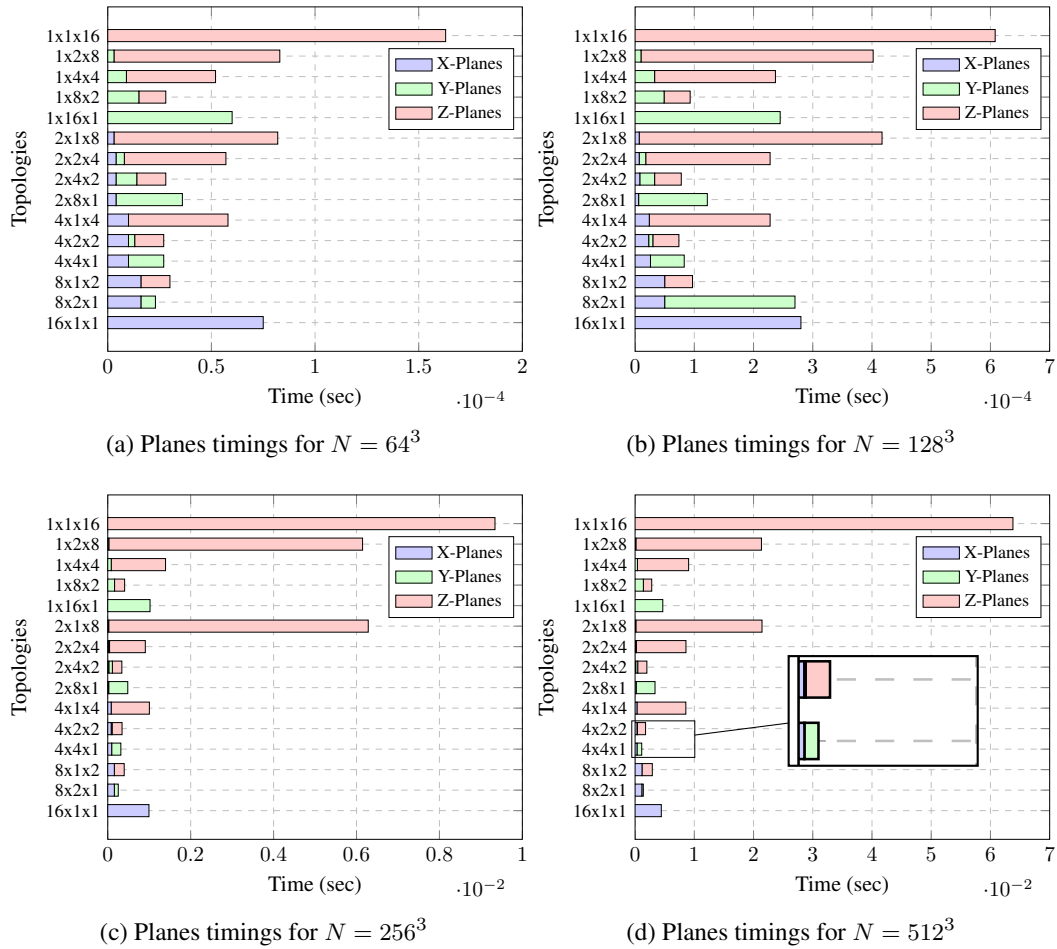 1x1x16
1x2x8
1x4x4
1x8x2
1x16x1
2x1x8
2x2x4
2x4x2
2x8x1
4x1x4
4x2x2
4x4x1
8x1x2
8x2x1
16x1x1
Topologies
X-Planes
Y-Planes
Z-Planes
0 0.5 1 1.5 2
Time (sec)
·10⁻⁴
(a) Planes timings for N = 64³
1x1x16
1x2x8
1x4x4
1x8x2
1x16x1
2x1x8
2x2x4
2x4x2
2x8x1
4x1x4
4x2x2
4x4x1
8x1x2
8x2x1
16x1x1
Topologies
X-Planes
Y-Planes
Z-Planes
0 1 2 3 4 5 6 7
Time (sec)
·10⁻⁴
(b) Planes timings for N = 128³
1x1x16
1x2x8
1x4x4
1x8x2
1x16x1
2x1x8
2x2x4
2x4x2
2x8x1
4x1x4
4x2x2
4x4x1
8x1x2
8x2x1
16x1x1
Topologies
X-Planes
Y-Planes
Z-Planes
0 0.2 0.4 0.6 0.8 1
Time (sec)
·10⁻²
(c) Planes timings for N = 256³
1x1x16
1x2x8
1x4x4
1x8x2
1x16x1
2x1x8
2x2x4
2x4x2
2x8x1
4x1x4
4x2x2
4x4x1
8x1x2
8x2x1
16x1x1
Topologies
X-Planes
Y-Planes
Z-Planes
0 1 2 3 4 5 6 7
Time (sec)
·10⁻²
(d) Planes timings for N = 512³